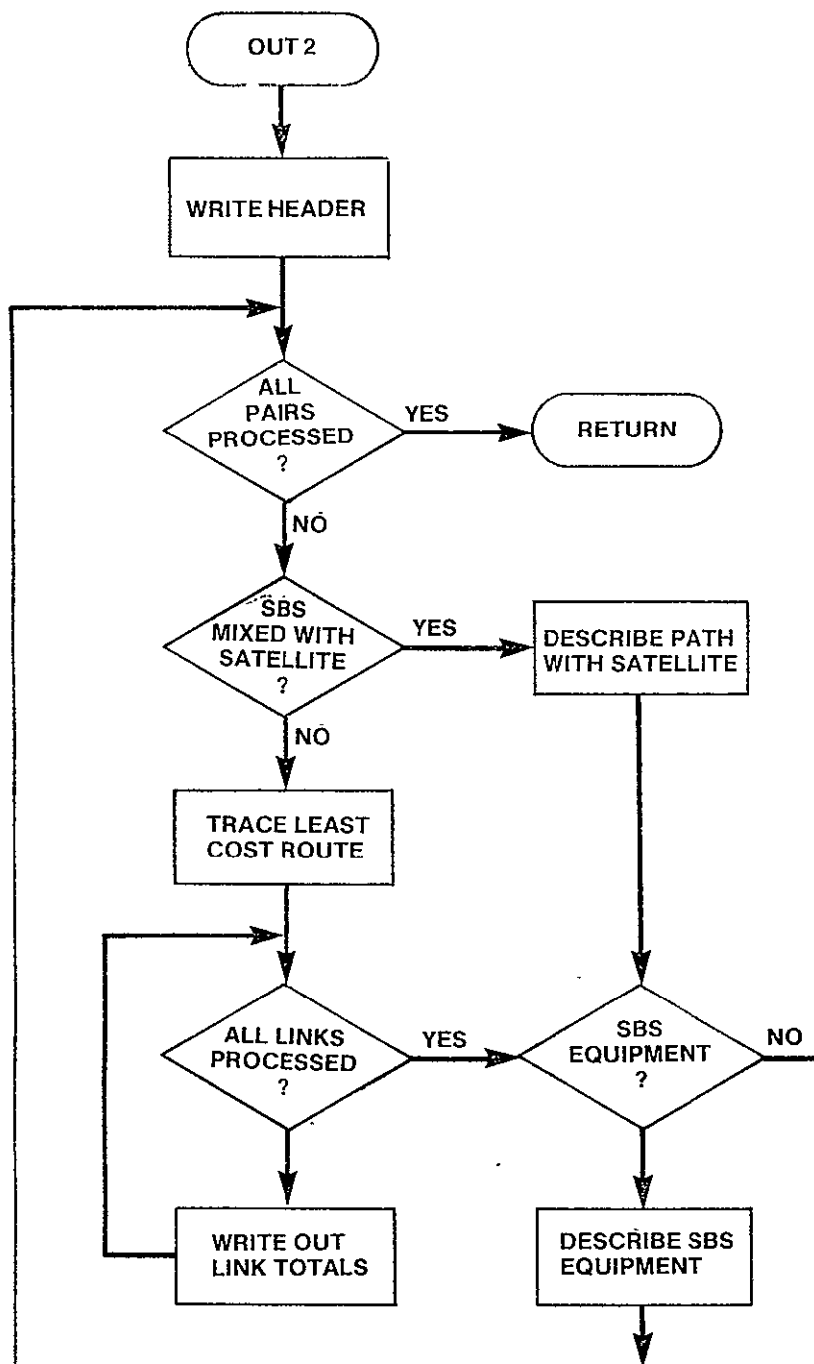 OUT 2
WRITE HEADER
ALL
PAIRS
PROCESSED
?
YES
RETURN
NO
SBS
MIXED WITH
SATELLITE
?
YES
DESCRIBE PATH
WITH SATELLITE
NO
TRACE LEAST
COST ROUTE
ALL LINKS
PROCESSED
?
YES
SBS
EQUIPMENT
?
NO
WRITE OUT
LINK TOTALS
DESCRIBE SBS
EQUIPMENT